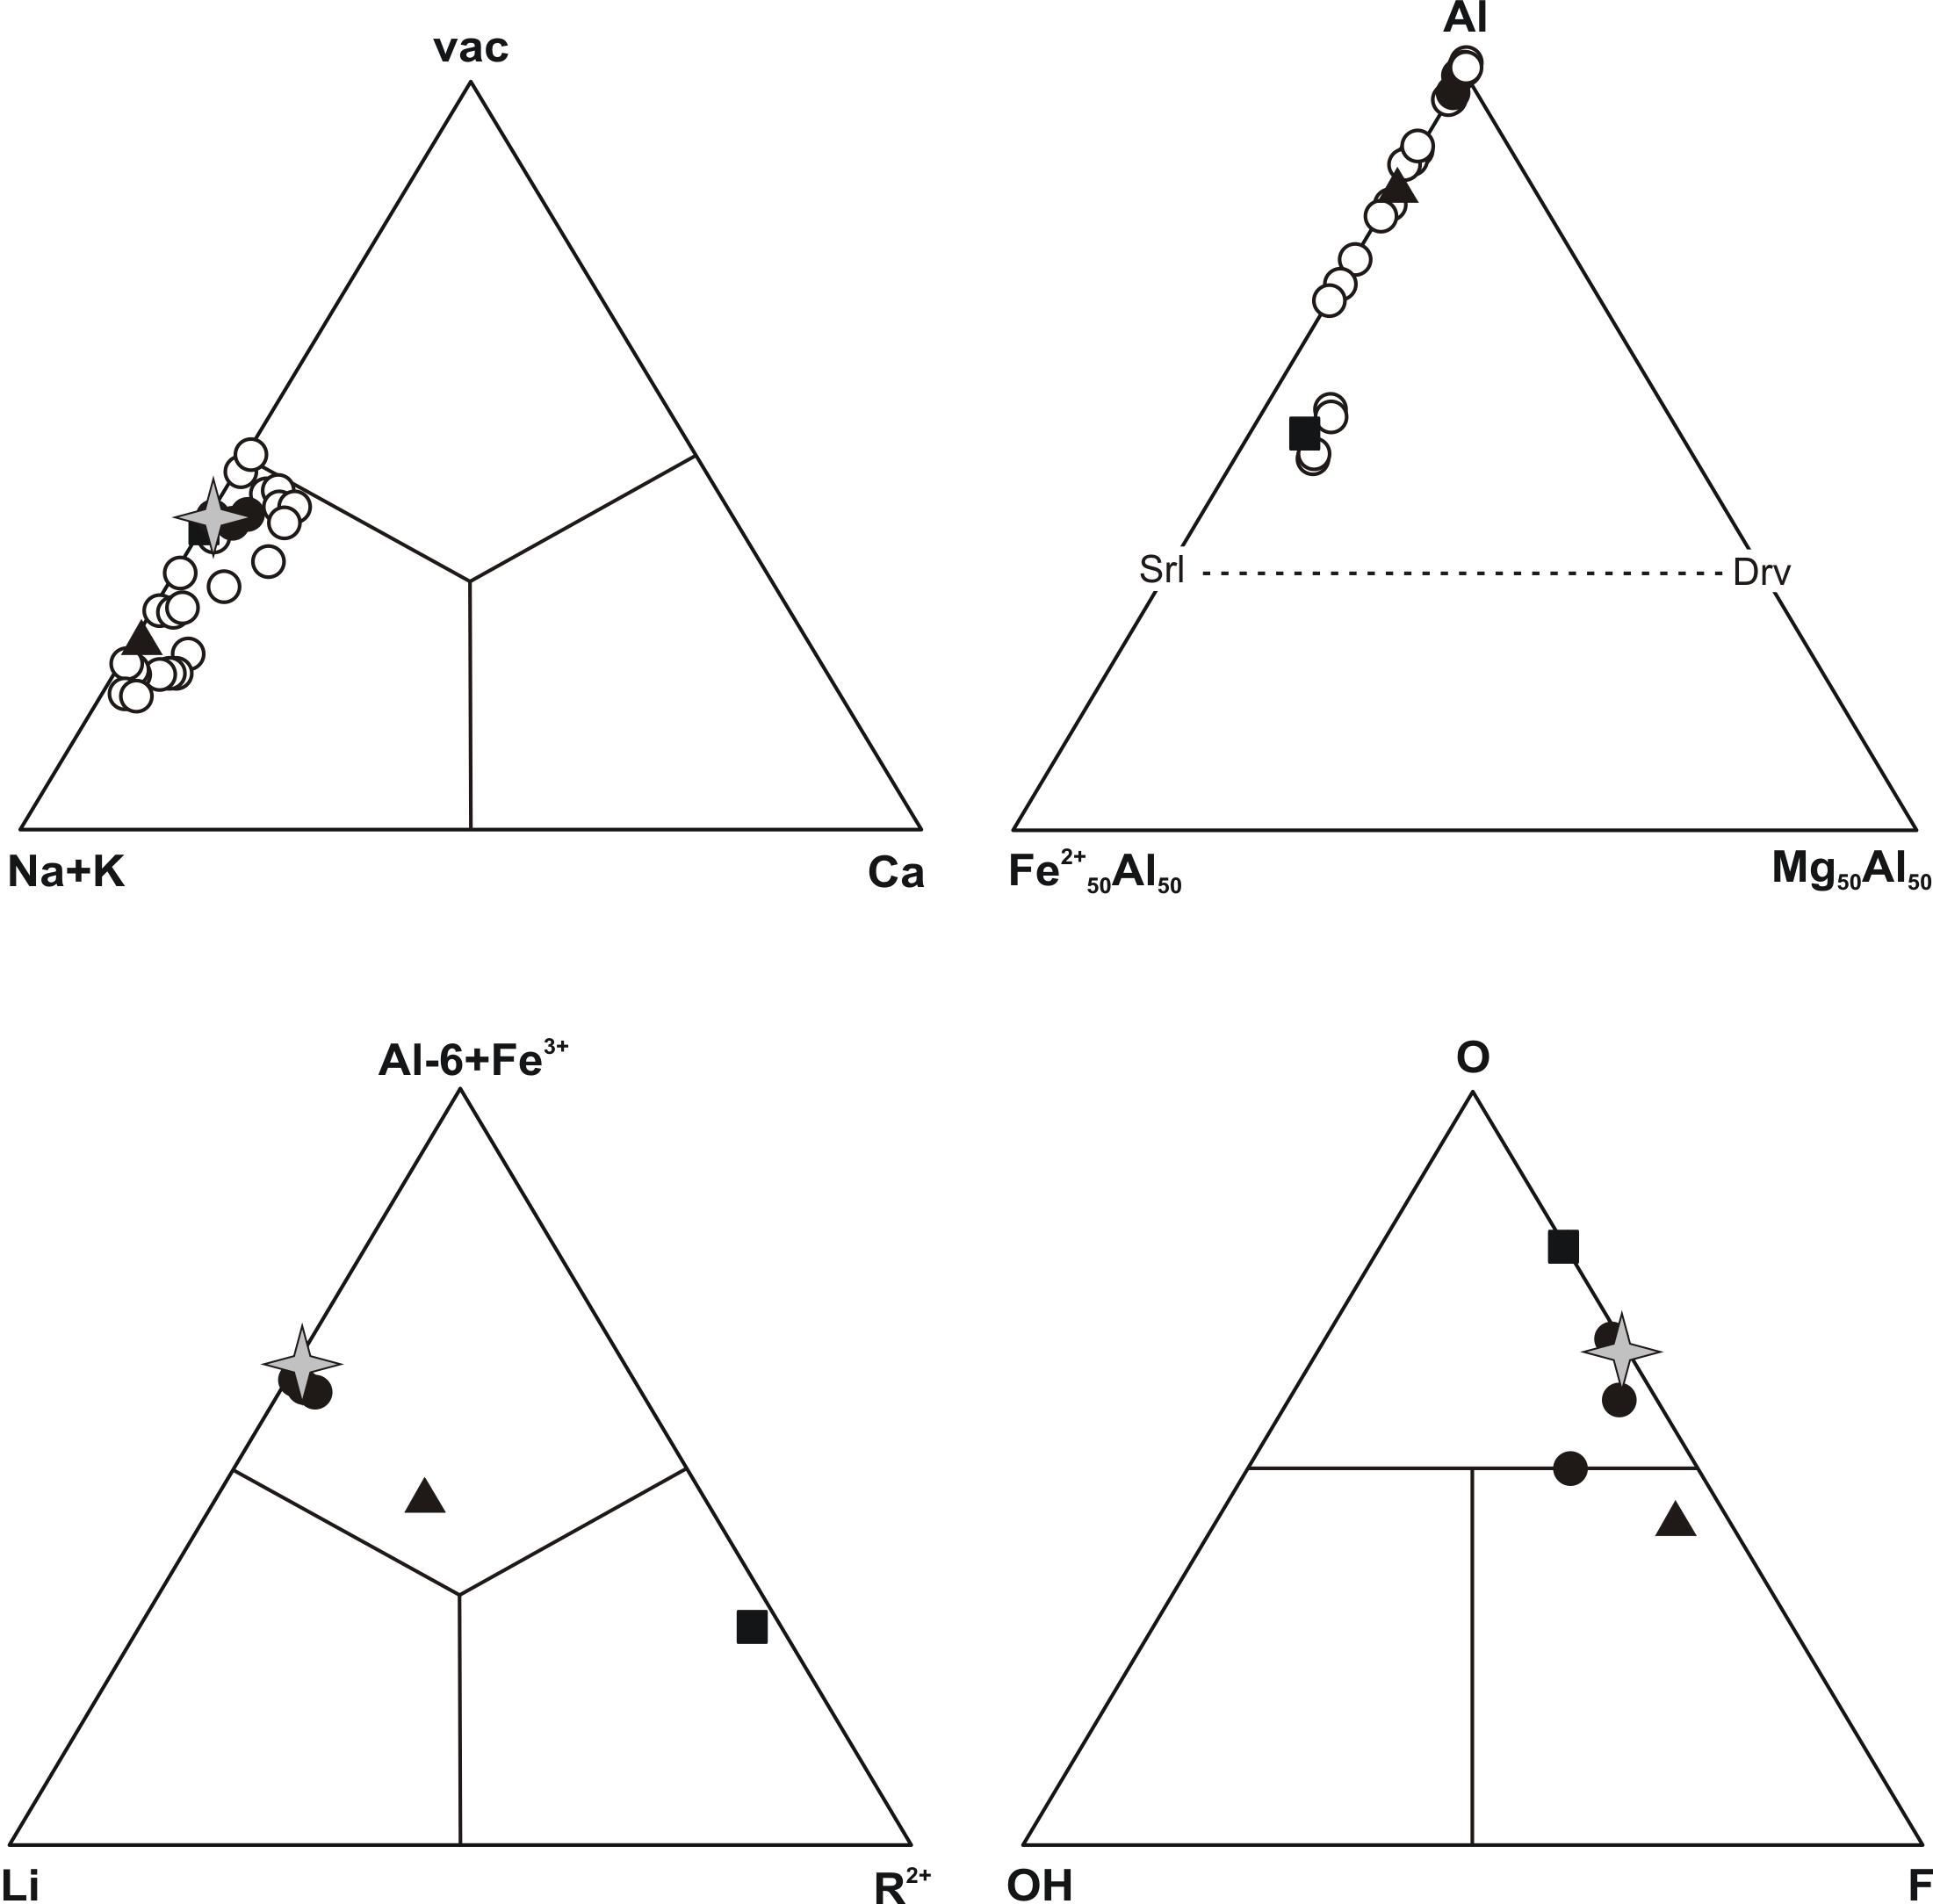 vac
Na+K
Ca
Al
Srl
Drv
Fe²⁺₅₀Al₅₀
Mg₅₀Al₅₀
Al-6+Fe³⁺
Li
R²⁺
O
OH
F